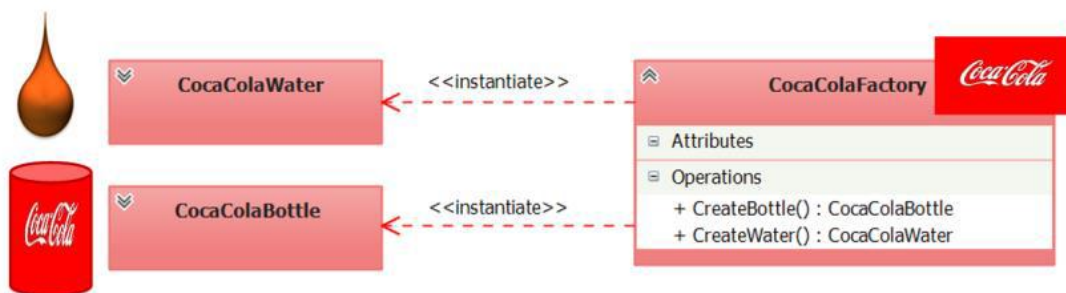 CocaColaWater
<<instantiate>>
CocaColaFactory
Coca-Cola
Attributes
Operations
+ CreateBottle() : CocaColaBottle
+ CreateWater() : CocaColaWater
Coca-Cola
CocaColaBottle
<<instantiate>>